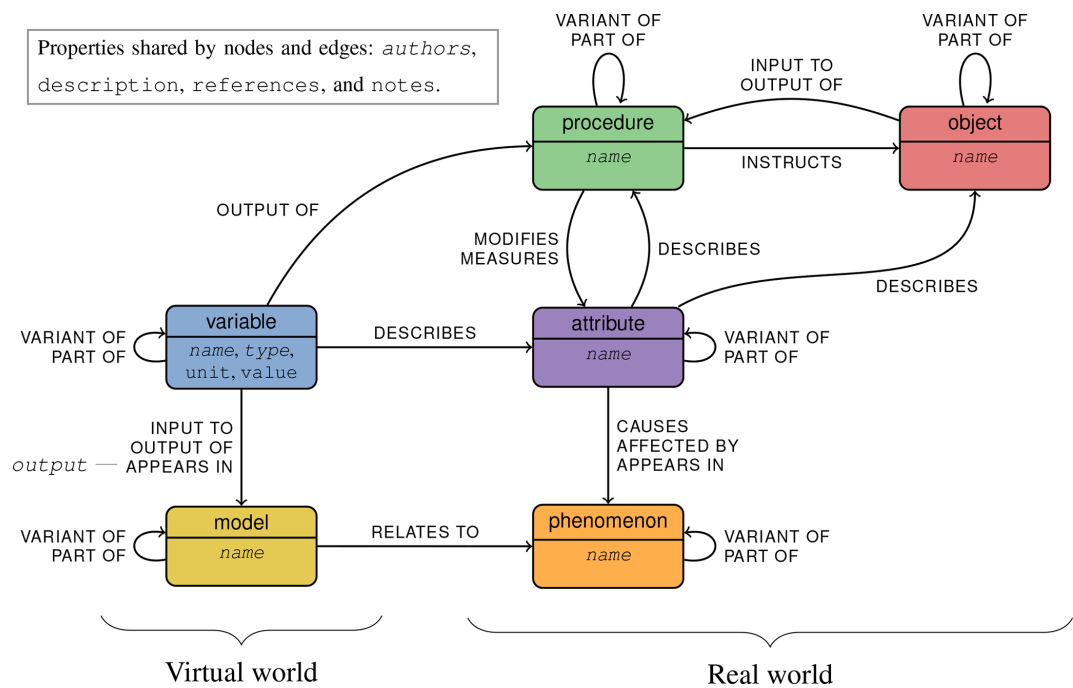 Properties shared by nodes and edges: authors,
description, references, and notes.
VARIANT OF
PART OF
VARIANT OF
PART OF
INPUT TO
OUTPUT OF
procedure
name
object
name
INSTRUCTS
OUTPUT OF
MODIFIES
MEASURES
DESCRIBES
DESCRIBES
variable
name, type,
unit, value
VARIANT OF
PART OF
DESCRIBES
attribute
name
VARIANT OF
PART OF
INPUT TO
OUTPUT OF
APPEARS IN
output
CAUSES
AFFECTED BY
APPEARS IN
model
name
VARIANT OF
PART OF
RELATES TO
phenomenon
name
VARIANT OF
PART OF
Virtual world
Real world